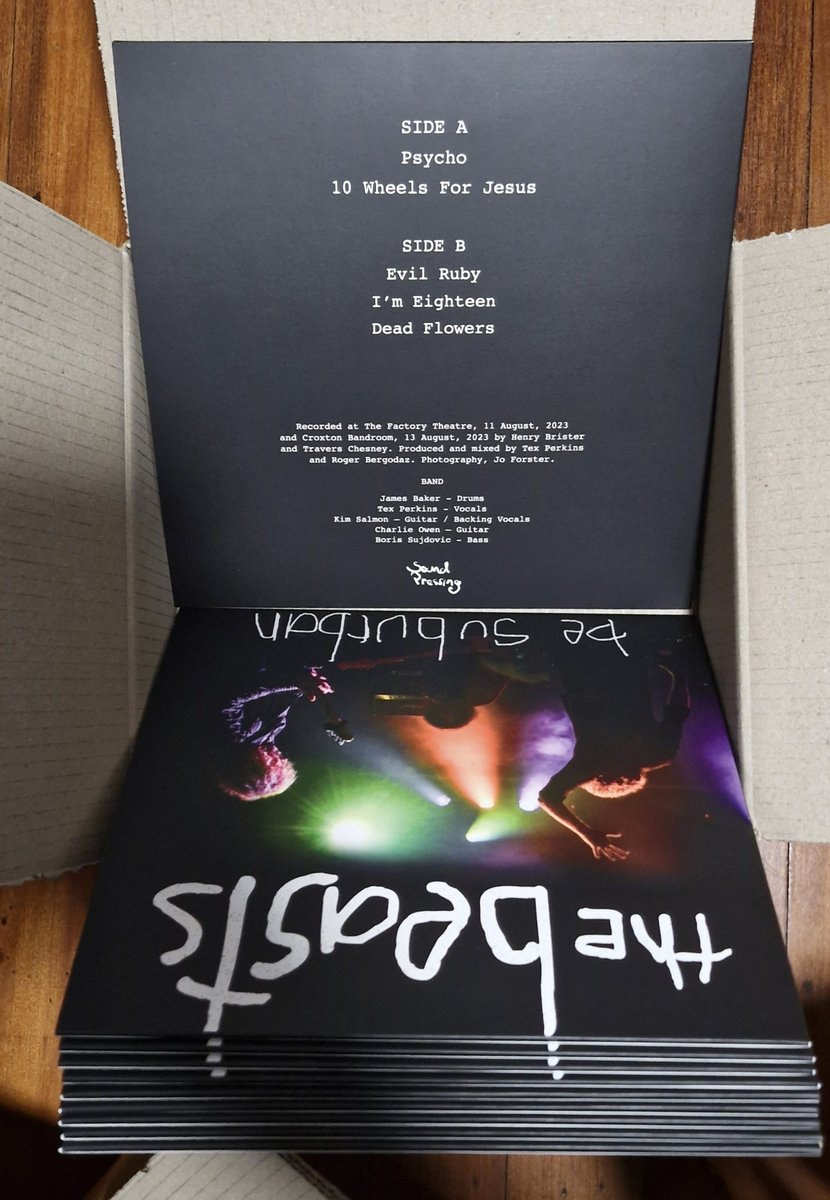 SIDE A
Psycho
10 Wheels For Jesus
SIDE B
Evil Ruby
I'm Eighteen
Dead Flowers
Recorded at The Factory Theatre, 11 August, 2023
and Croxton Bandroom, 13 August, 2023 by Henry Brister
and Travers Chesney. Produced and mixed by Tex Perkins
and Roger Bergodaz. Photography, Jo Forster.
BAND
James Baker – Drums
Tex Perkins - Vocals
Kim Salmon – Guitar / Backing Vocals
Charlie Owen – Guitar
Boris Sujdovic - Bass
Sound
Pressing
the beasts
be suburban